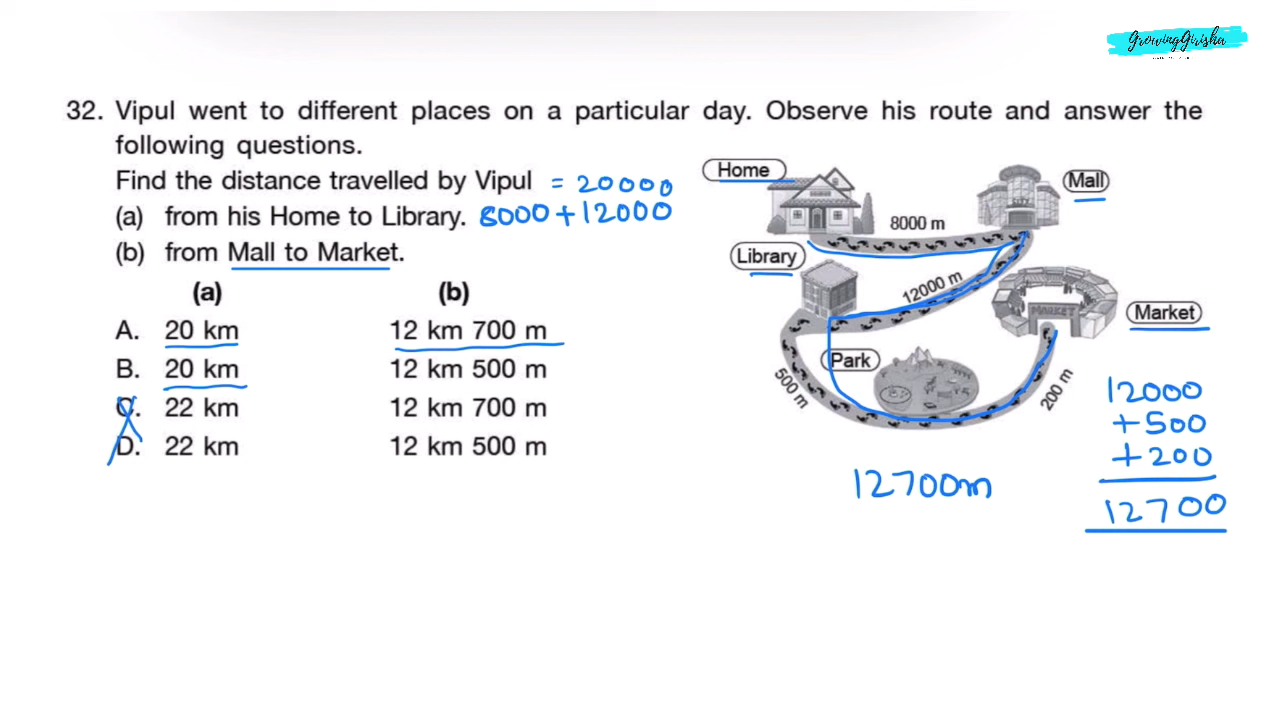 GrowingGirisha
32. Vipul went to different places on a particular day. Observe his route and answer the
following questions.
Find the distance travelled by Vipul = 20000
(a) from his Home to Library. 8000 + 12000
(b) from Mall to Market.
(a) (b)
A. 20 km 12 km 700 m
B. 20 km 12 km 500 m
C. 22 km 12 km 700 m
D. 22 km 12 km 500 m
Home
Mall
8000 m
Library
12000 m
MARKET
Market
Park
500 m
200 m
12000
+500
+200
12700
12700m